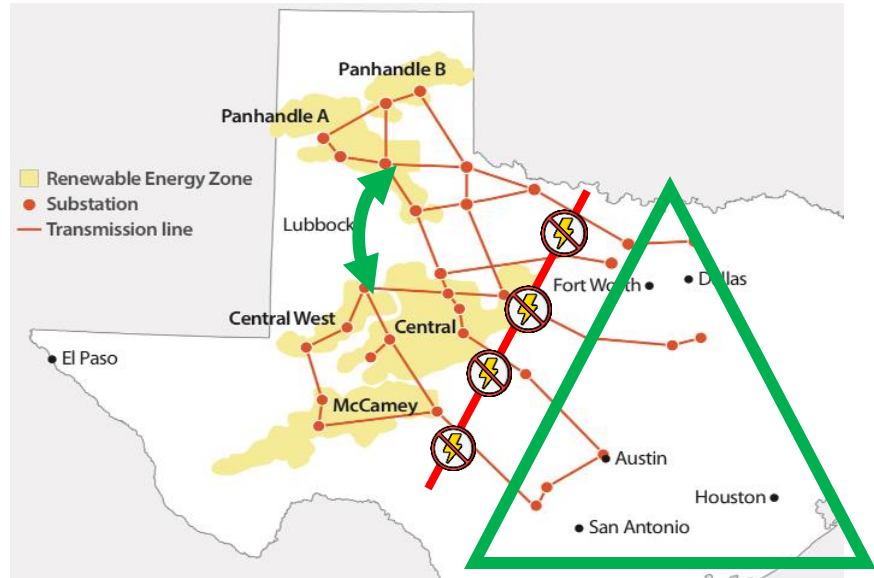 Panhandle B
Panhandle A
Renewable Energy Zone
Substation
Transmission line
Lubbock
Fort Worth
Dallas
Central West
Central
El Paso
McCamey
Austin
Houston
San Antonio